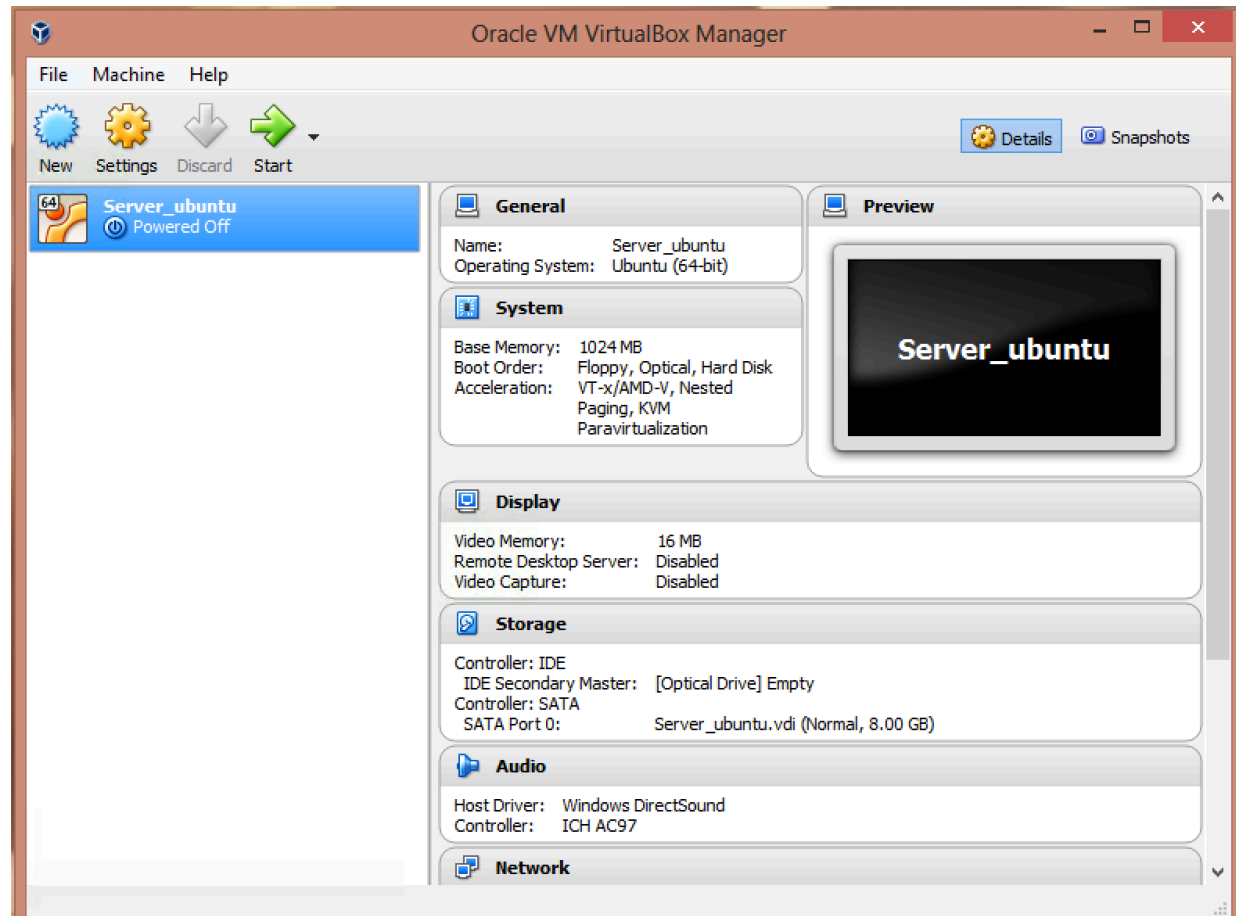 Oracle VM VirtualBox Manager
File Machine Help
New Settings Discard Start
Details Snapshots
64
Server_ubuntu
Powered Off
General
Name: Server_ubuntu
Operating System: Ubuntu (64-bit)
System
Base Memory: 1024 MB
Boot Order: Floppy, Optical, Hard Disk
Acceleration: VT-x/AMD-V, Nested
Paging, KVM
Paravirtualization
Preview
Server_ubuntu
Display
Video Memory: 16 MB
Remote Desktop Server: Disabled
Video Capture: Disabled
Storage
Controller: IDE
IDE Secondary Master: [Optical Drive] Empty
Controller: SATA
SATA Port 0: Server_ubuntu.vdi (Normal, 8.00 GB)
Audio
Host Driver: Windows DirectSound
Controller: ICH AC97
Network